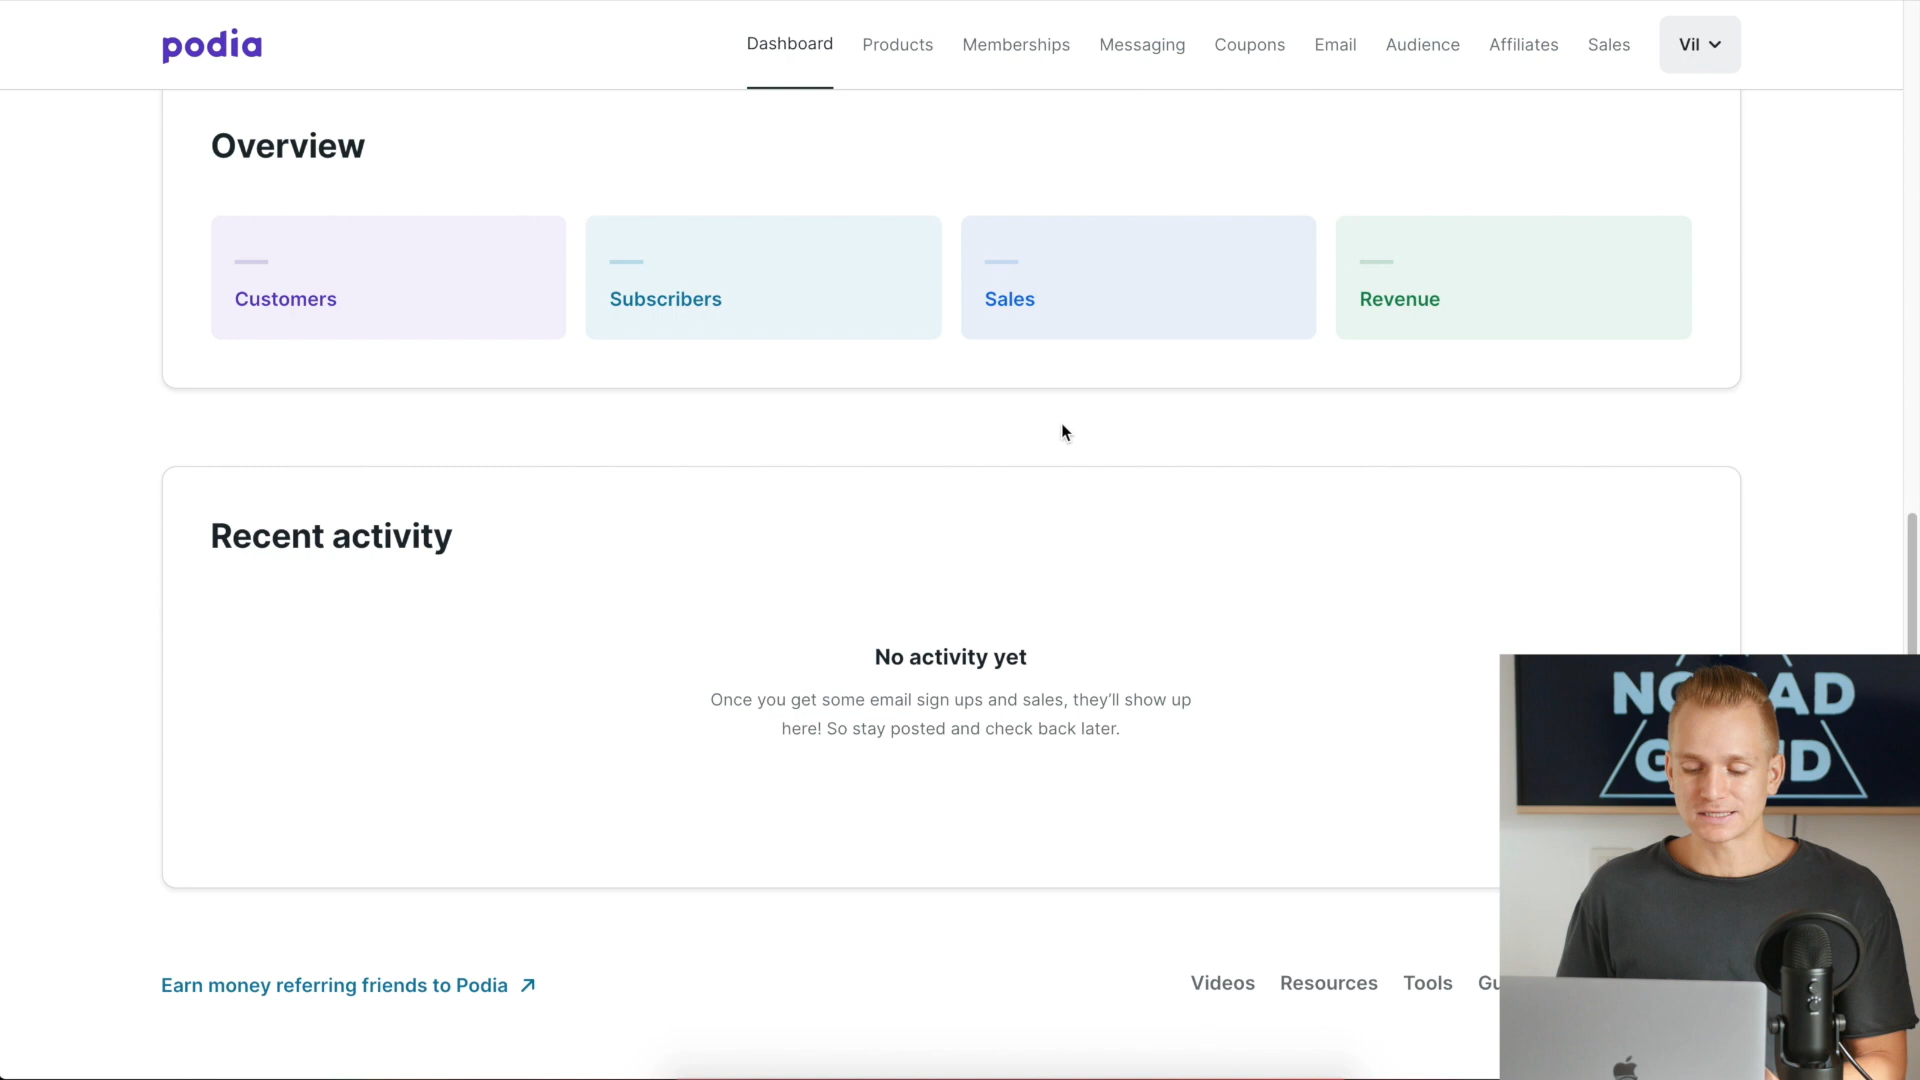 podia
Dashboard
Products
Memberships
Messaging
Coupons
Email
Audience
Affiliates
Sales
Vil
Overview
Customers
Subscribers
Sales
Revenue
Recent activity
No activity yet
Once you get some email sign ups and sales, they’ll show up
here! So stay posted and check back later.
Earn money referring friends to Podia
Videos
Resources
Tools